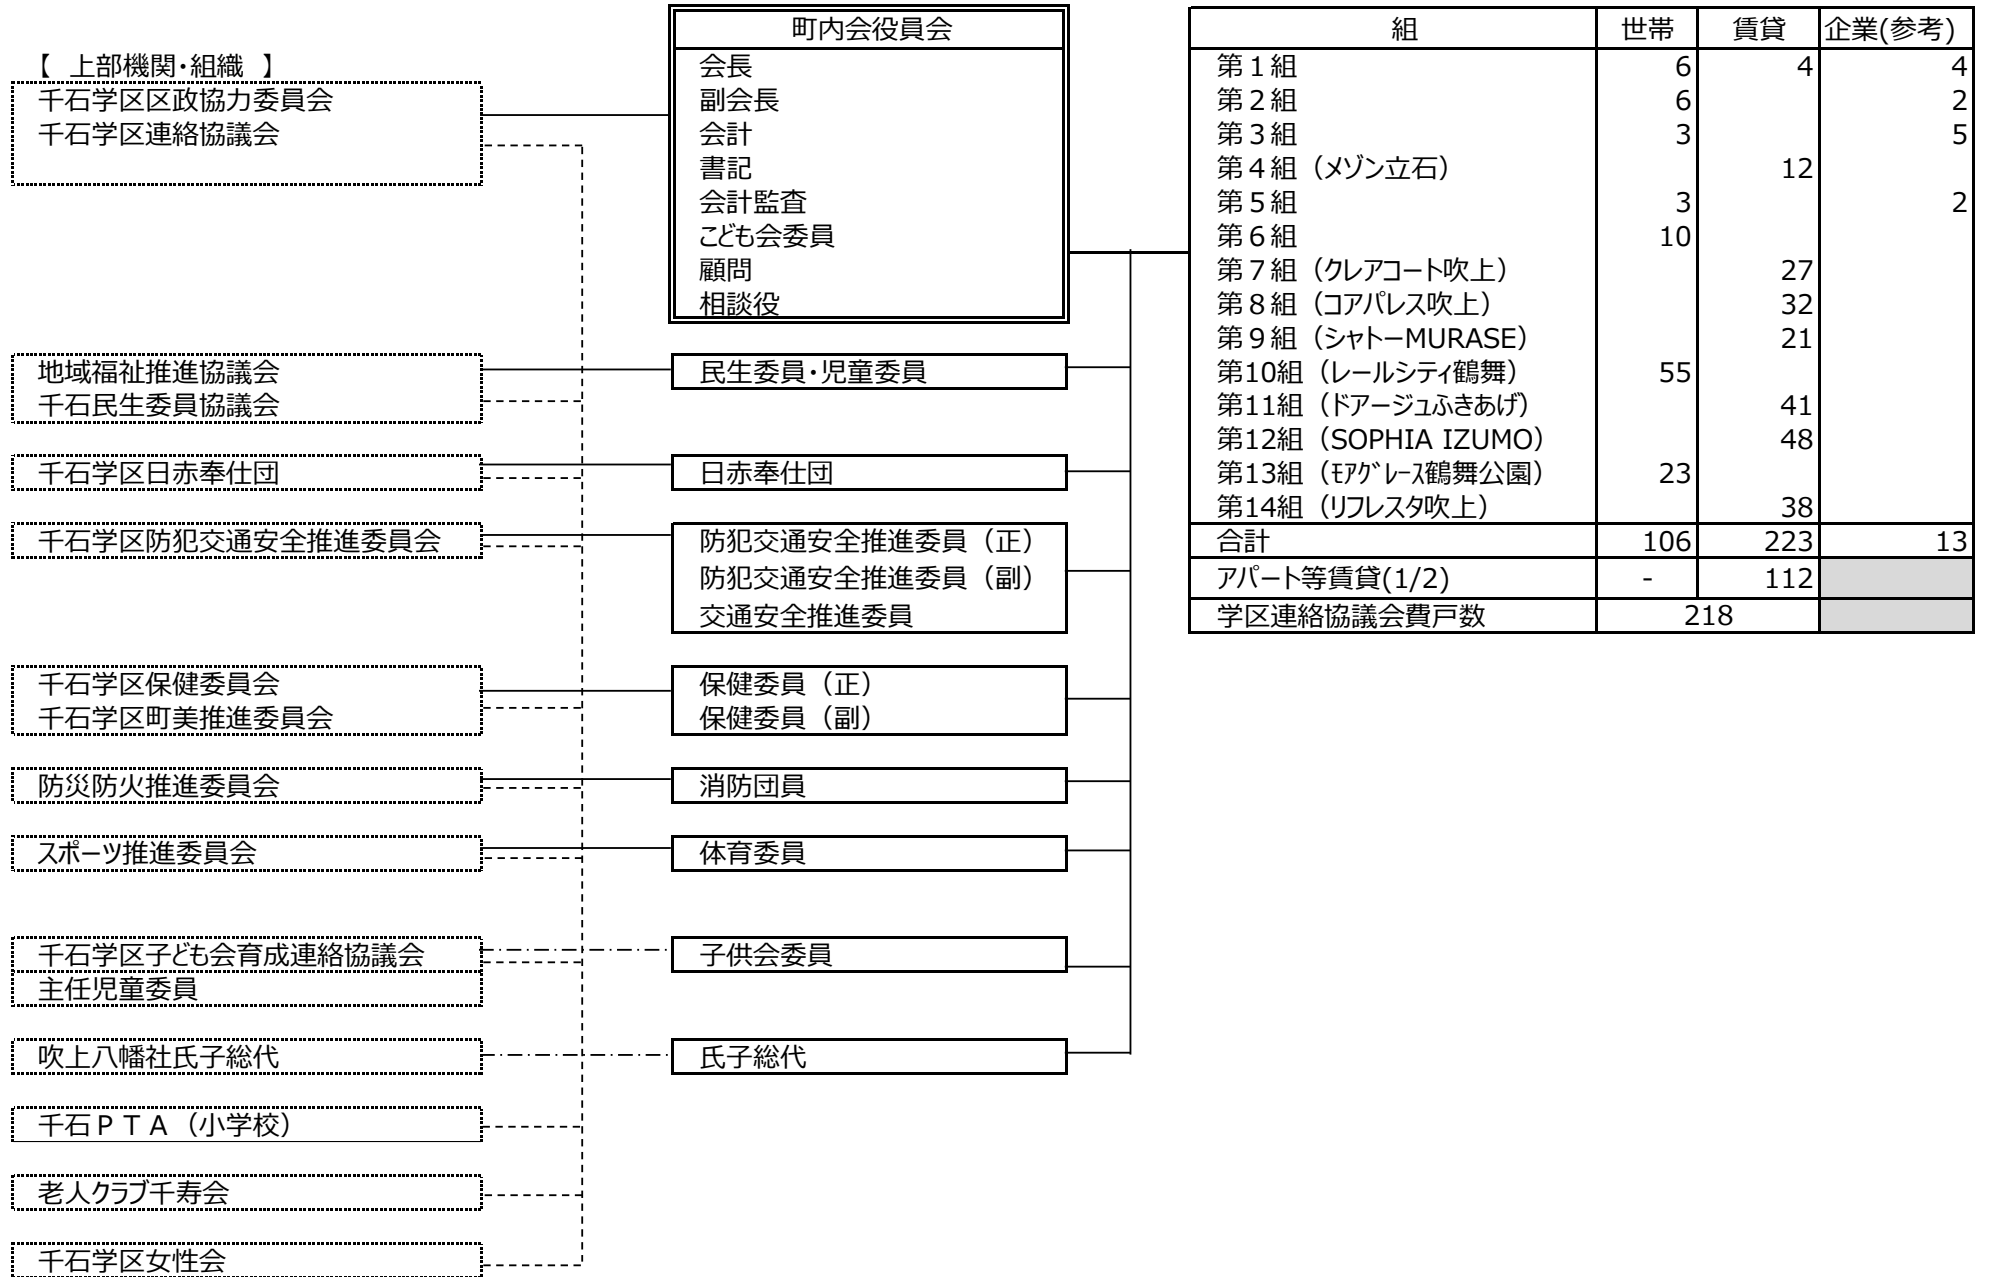 【　上部機関・組織　】
千石学区区政協力委員会
千石学区連絡協議会
地域福祉推進協議会
千石民生委員協議会
千石学区日赤奉仕団
千石学区防犯交通安全推進委員会
千石学区保健委員会
千石学区町美推進委員会
防災防火推進委員会
スポーツ推進委員会
千石学区子ども会育成連絡協議会
主任児童委員
吹上八幡社氏子総代
千石ＰＴＡ（小学校）
老人クラブ千寿会
千石学区女性会
町内会役員会
会長
副会長
会計
書記
会計監査
こども会委員
顧問
相談役
民生委員・児童委員
日赤奉仕団
防犯交通安全推進委員（正）
防犯交通安全推進委員（副）
交通安全推進委員
保健委員（正）
保健委員（副）
消防団員
体育委員
子供会委員
氏子総代
組 世帯 賃貸 企業(参考)
第１組 6 4 4
第２組 6 2
第３組 3 5
第４組（メゾン立石） 12
第５組 3 2
第６組 10
第７組（クレアコート吹上） 27
第８組（コアパレス吹上） 32
第９組（シャトーMURASE） 21
第10組（レールシティ鶴舞） 55
第11組（ドアージュふきあげ） 41
第12組（SOPHIA IZUMO） 48
第13組（ﾓｱｸﾞﾚｰｽ鶴舞公園） 23
第14組（リフレスタ吹上） 38
合計 106 223 13
アパート等賃貸(1/2) - 112
学区連絡協議会費戸数 218